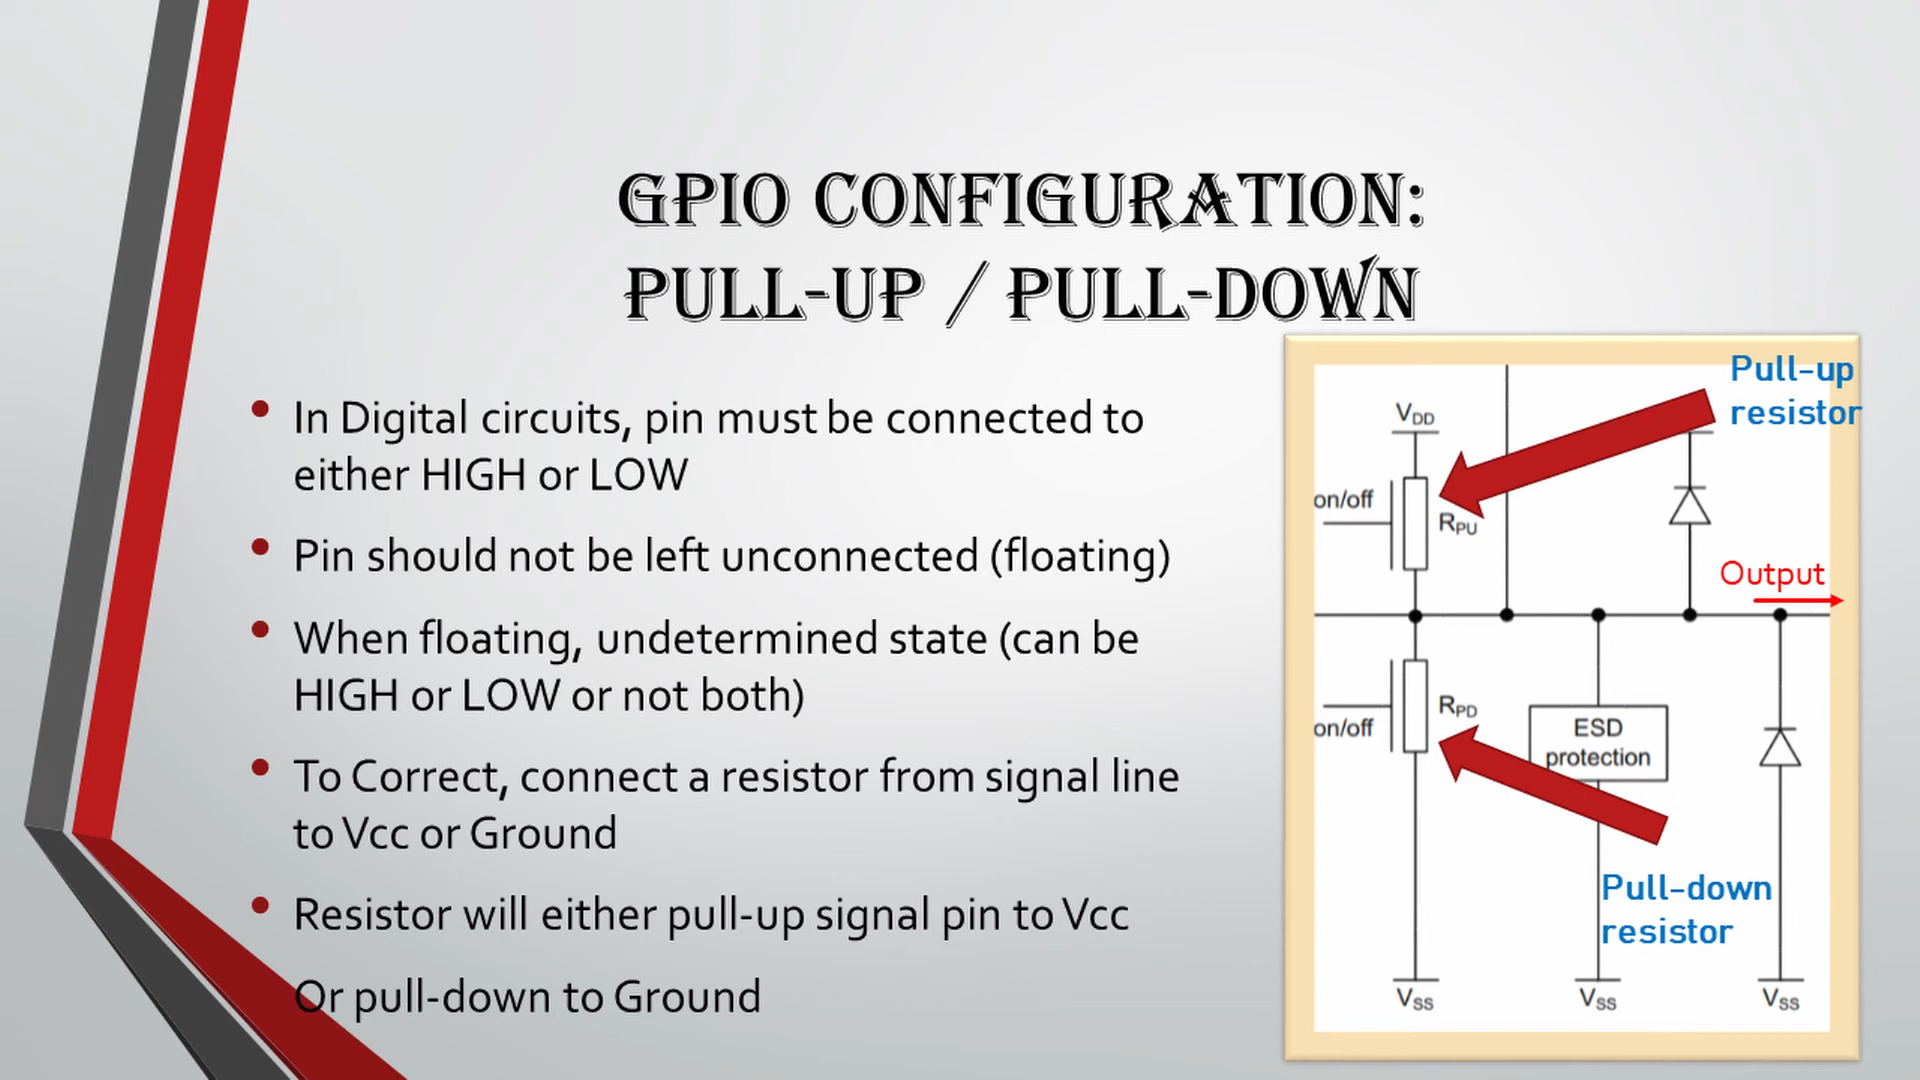 GPIO CONFIGURATION:
PULL-UP / PULL-DOWN
In Digital circuits, pin must be connected to
either HIGH or LOW
Pin should not be left unconnected (floating)
When floating, undetermined state (can be
HIGH or LOW or not both)
To Correct, connect a resistor from signal line
to Vcc or Ground
Resistor will either pull-up signal pin to Vcc
Or pull-down to Ground
Pull-up
resistor
VDD
on/off
RPU
Output
RPD
on/off
ESD
protection
Pull-down
resistor
VSS
VSS
VSS